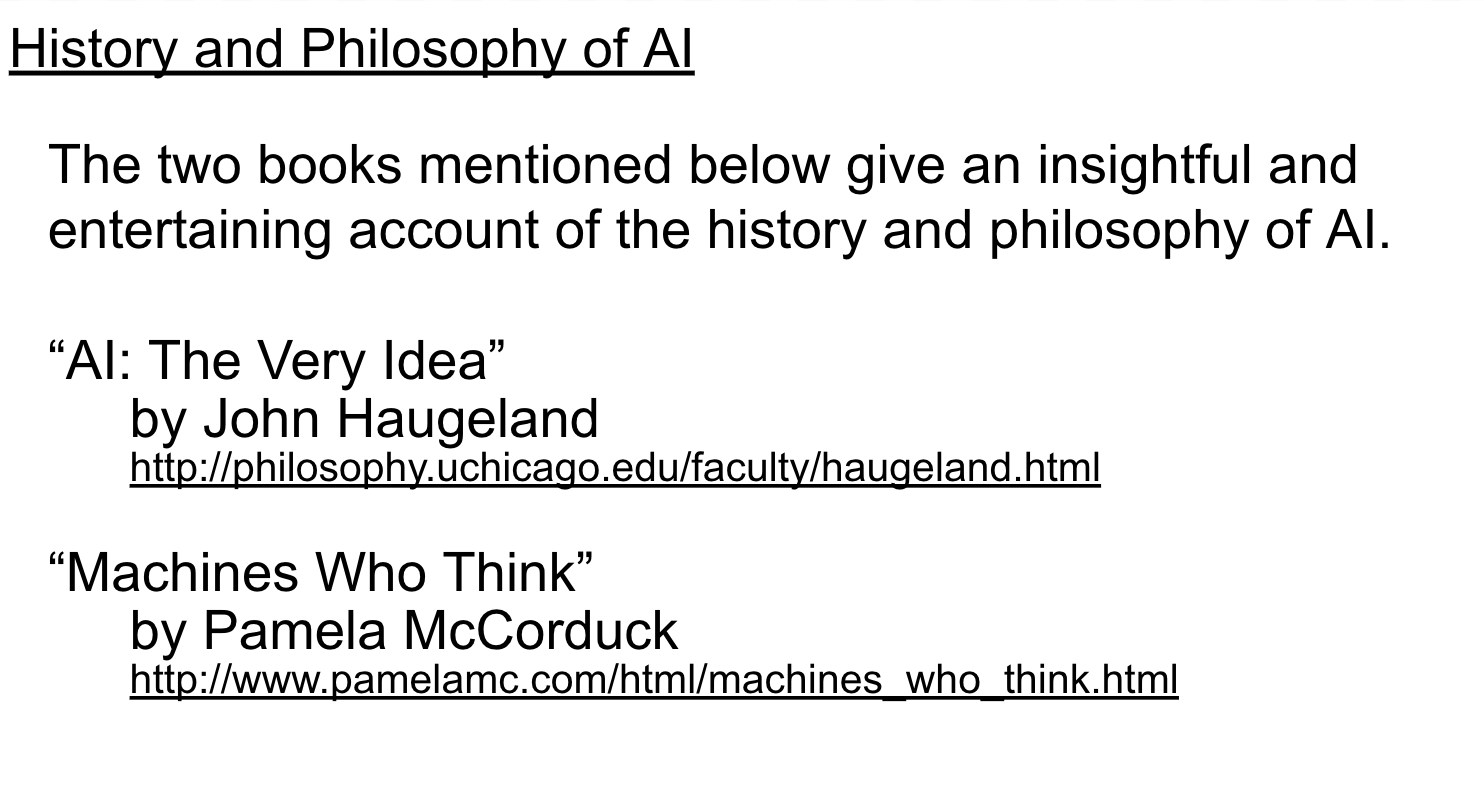 History and Philosophy of AI
The two books mentioned below give an insightful and
entertaining account of the history and philosophy of AI.
“AI: The Very Idea”
by John Haugeland
http://philosophy.uchicago.edu/faculty/haugeland.html
“Machines Who Think”
by Pamela McCorduck
http://www.pamelamc.com/html/machines_who_think.html